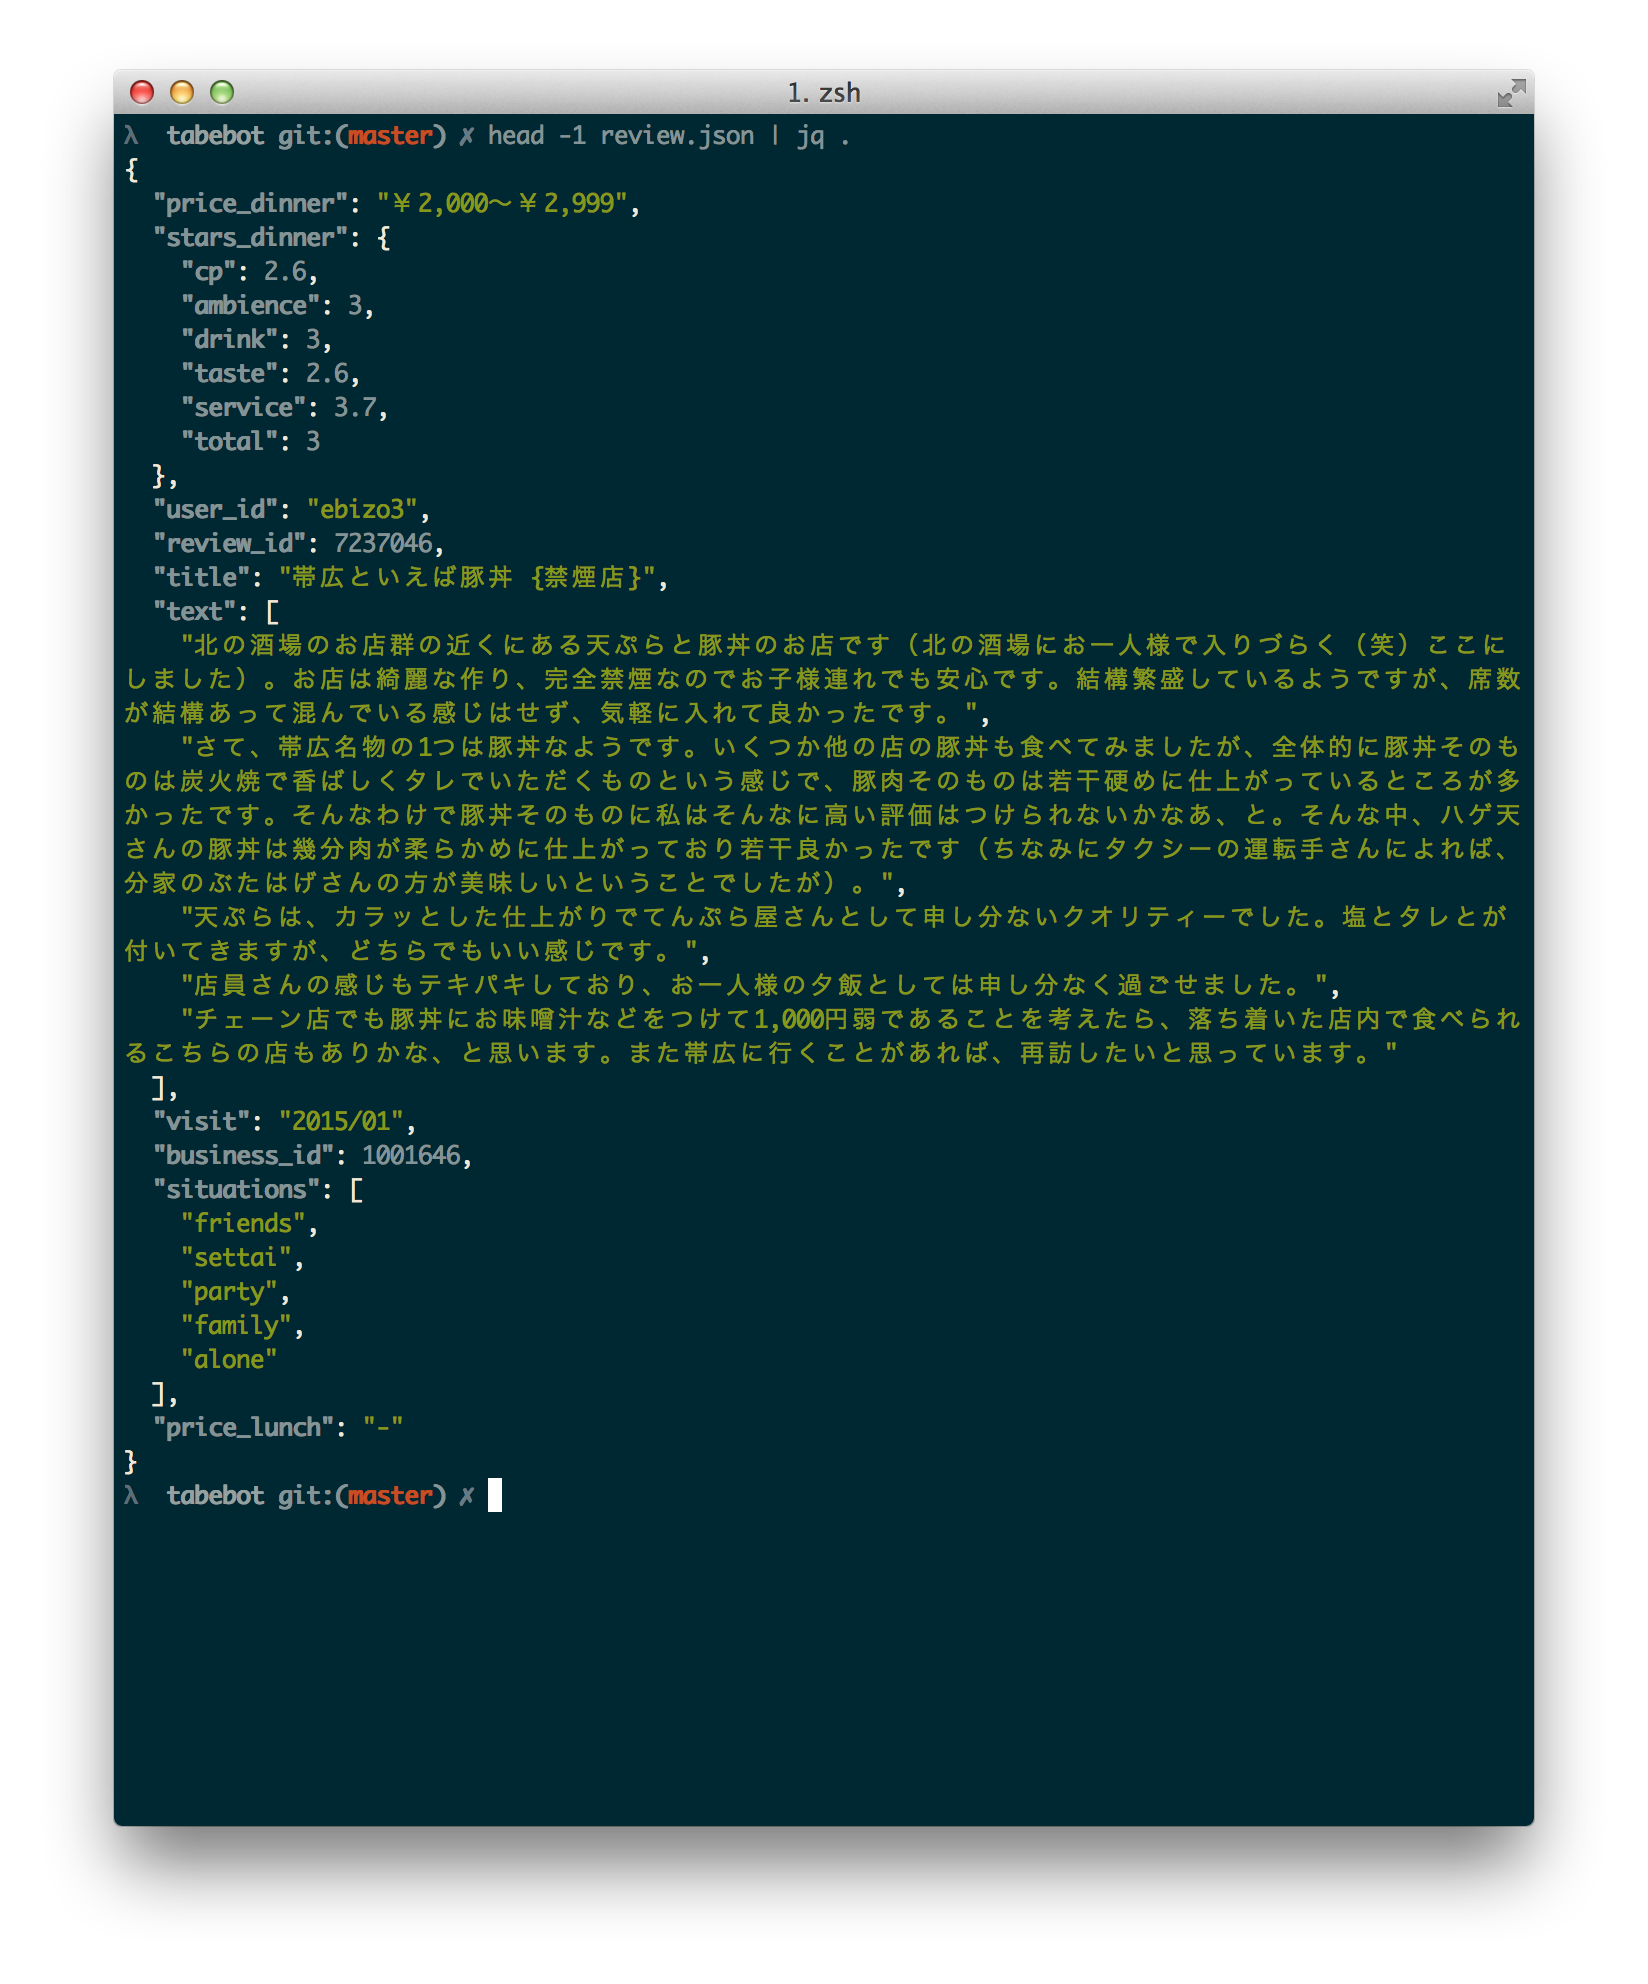 1. zsh
λ  tabebot git:(master) ✗ head -1 review.json | jq .
{
  "price_dinner": "￥2,000～￥2,999",
  "stars_dinner": {
    "cp": 2.6,
    "ambience": 3,
    "drink": 3,
    "taste": 2.6,
    "service": 3.7,
    "total": 3
  },
  "user_id": "ebizo3",
  "review_id": 7237046,
  "title": "帯広といえば豚丼 {禁煙店}",
  "text": [
    "北の酒場のお店群の近くにある天ぷらと豚丼のお店です（北の酒場にお一人様で入りづらく（笑）ここに
しました）。お店は綺麗な作り、完全禁煙なのでお子様連れでも安心です。結構繁盛しているようですが、席数
が結構あって混んでいる感じはせず、気軽に入れて良かったです。",
    "さて、帯広名物の1つは豚丼なようです。いくつか他の店の豚丼も食べてみましたが、全体的に豚丼そのも
のは炭火焼で香ばしくタレでいただくものという感じで、豚肉そのものは若干硬めに仕上がっているところが多
かったです。そんなわけで豚丼そのものに私はそんなに高い評価はつけられないかなあ、と。そんな中、ハゲ天
さんの豚丼は幾分肉が柔らかめに仕上がっており若干良かったです（ちなみにタクシーの運転手さんによれば、
分家のぶたはげさんの方が美味しいということでしたが）。",
    "天ぷらは、カラッとした仕上がりでてんぷら屋さんとして申し分ないクオリティーでした。塩とタレとが
付いてきますが、どちらでもいい感じです。",
    "店員さんの感じもテキパキしており、お一人様の夕飯としては申し分なく過ごせました。",
    "チェーン店でも豚丼にお味噌汁などをつけて1,000円弱であることを考えたら、落ち着いた店内で食べられ
るこちらの店もありかな、と思います。また帯広に行くことがあれば、再訪したいと思っています。"
  ],
  "visit": "2015/01",
  "business_id": 1001646,
  "situations": [
    "friends",
    "settai",
    "party",
    "family",
    "alone"
  ],
  "price_lunch": "-"
}
λ  tabebot git:(master) ✗